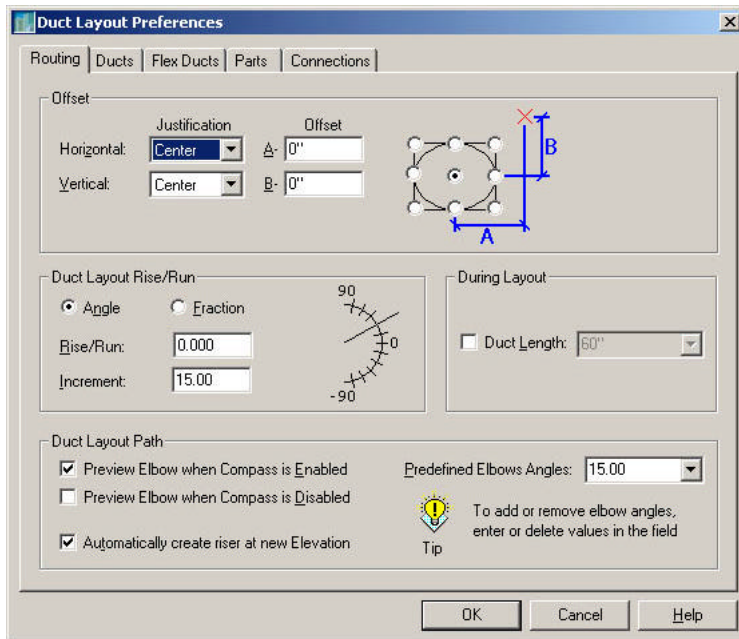 Duct Layout Preferences
Routing Ducts Flex Ducts Parts Connections
Offset
Justification Offset
Horizontal: Center A- 0"
Vertical: Center B- 0"
B
A
Duct Layout Rise/Run
Angle Fraction
Rise/Run: 0.000
Increment: 15.00
90
0
-90
During Layout
Duct Length: 60"
Duct Layout Path
Preview Elbow when Compass is Enabled
Preview Elbow when Compass is Disabled
Automatically create riser at new Elevation
Predefined Elbows Angles: 15.00
Tip
To add or remove elbow angles,
enter or delete values in the field
OK Cancel Help